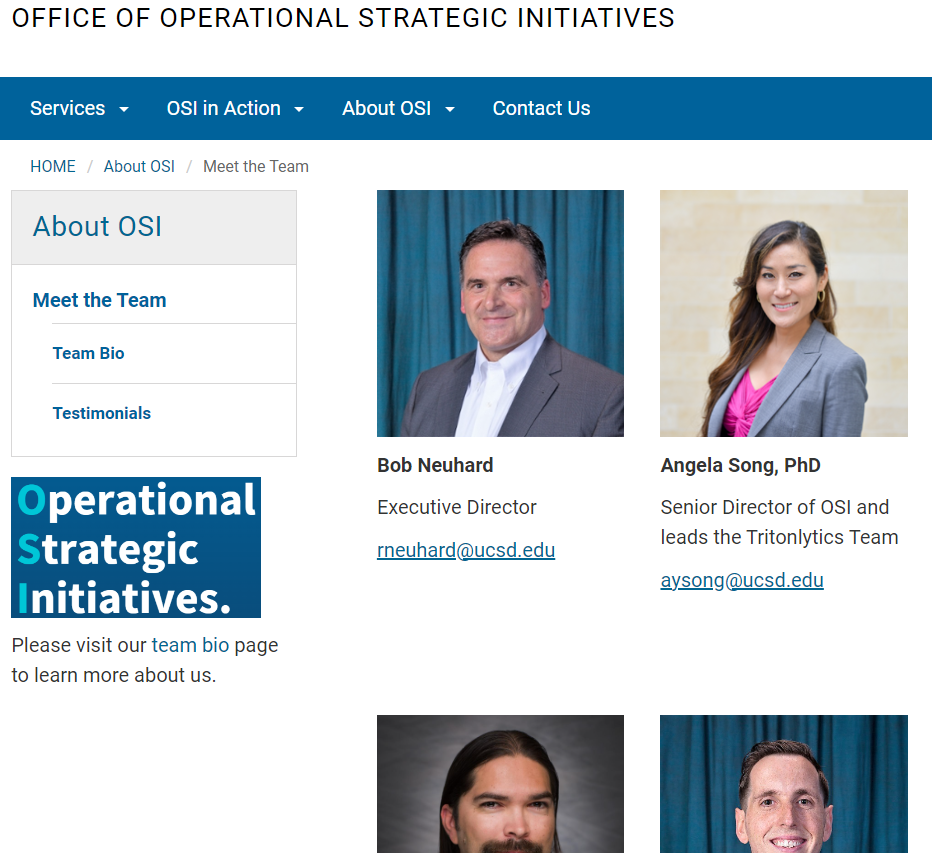 OFFICE OF OPERATIONAL STRATEGIC INITIATIVES
Services
OSI in Action
About OSI
Contact Us
HOME / About OSI / Meet the Team
About OSI
Meet the Team
Team Bio
Testimonials
Operational
Strategic
Initiatives.
Please visit our team bio page
to learn more about us.
Bob Neuhard
Executive Director
rneuhard@ucsd.edu
Angela Song, PhD
Senior Director of OSI and
leads the Tritonlytics Team
aysong@ucsd.edu